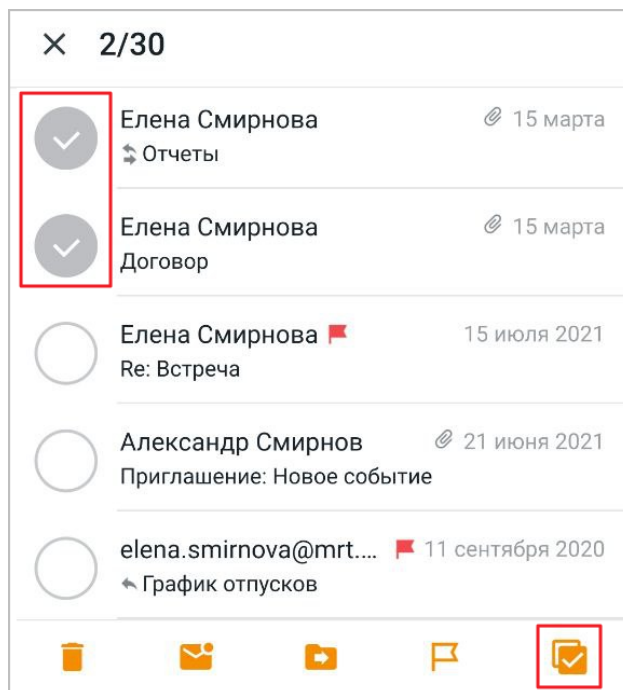 2/30
Елена Смирнова 15 марта
Отчеты
Елена Смирнова 15 марта
Договор
Елена Смирнова 15 июля 2021
Re: Встреча
Александр Смирнов 21 июня 2021
Приглашение: Новое событие
elena.smirnova@mrt.... 11 сентября 2020
График отпусков